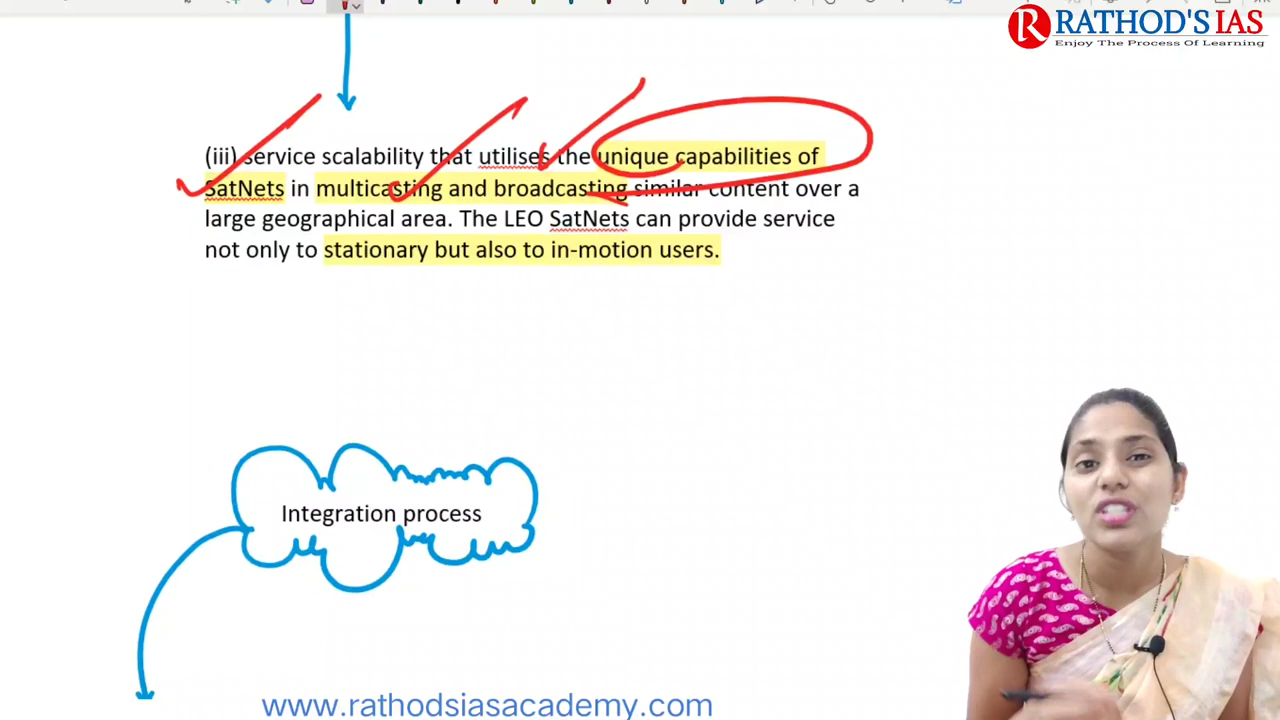 RATHOD'S IAS
Enjoy The Process Of Learning
(iii) service scalability that utilises the unique capabilities of
SatNets in multicasting and broadcasting similar content over a
large geographical area. The LEO SatNets can provide service
not only to stationary but also to in-motion users.
Integration process
www.rathodsiasacademy.com